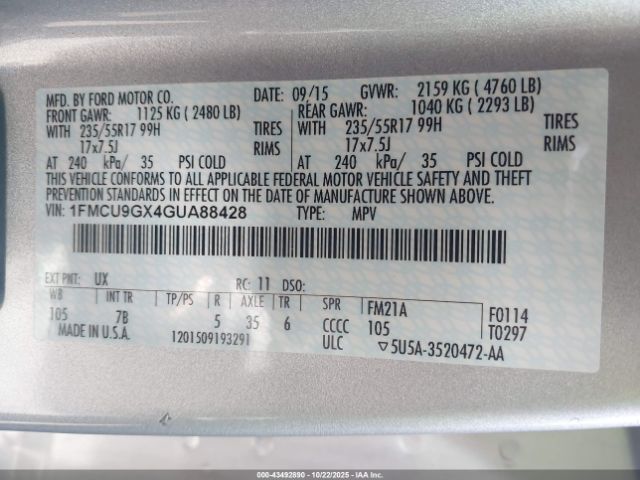 MFD. BY FORD MOTOR CO. DATE: 09/15 GVWR: 2159 KG ( 4760 LB)
FRONT GAWR: 1125 KG ( 2480 LB) REAR GAWR: 1040 KG ( 2293 LB)
WITH 235/55R17 99H TIRES WITH 235/55R17 99H TIRES
17x7.5J RIMS 17x7.5J RIMS
AT 240 kPa/ 35 PSI COLD AT 240 kPa/ 35 PSI COLD
THIS VEHICLE CONFORMS TO ALL APPLICABLE FEDERAL MOTOR VEHICLE SAFETY AND THEFT
PREVENTION STANDARDS IN EFFECT ON THE DATE OF MANUFACTURE SHOWN ABOVE.
VIN: 1FMCU9GX4GUA88428 TYPE: MPV
EXT PNT: UX RC: 11 DSO:
WB INT TR TP/PS R AXLE TR SPR FM21A F0114
105 7B 5 35 6 CCCC 105 T0297
MADE IN U.S.A. 1201509193291 ULC ▽5U5A-3520472-AA
000-43492890 | 10/22/2025 | IAA Inc.